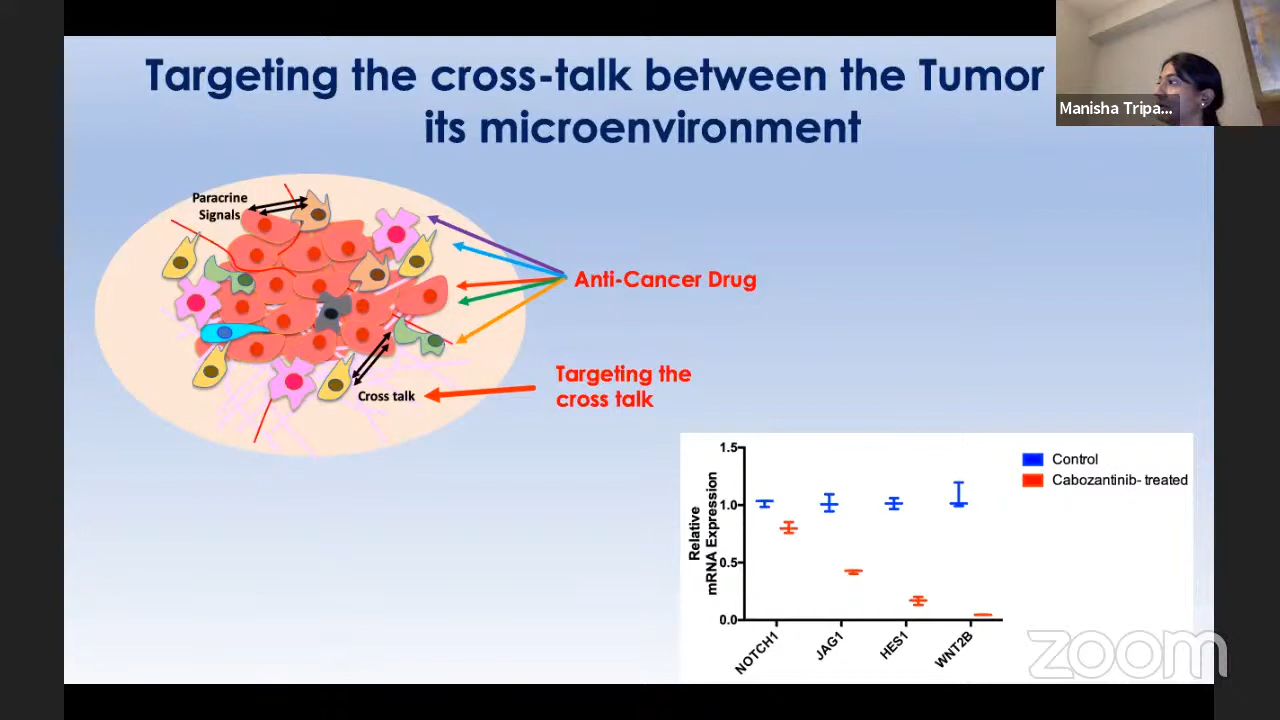 Targeting the cross-talk between the Tumor
its microenvironment
Manisha Tripa...
Paracrine
Signals
Anti-Cancer Drug
Targeting the
cross talk
Cross talk
Relative
mRNA Expression
1.5
1.0
0.5
0.0
NOTCH1
JAG1
HES1
WNT2B
Control
Cabozantinib- treated
zoom